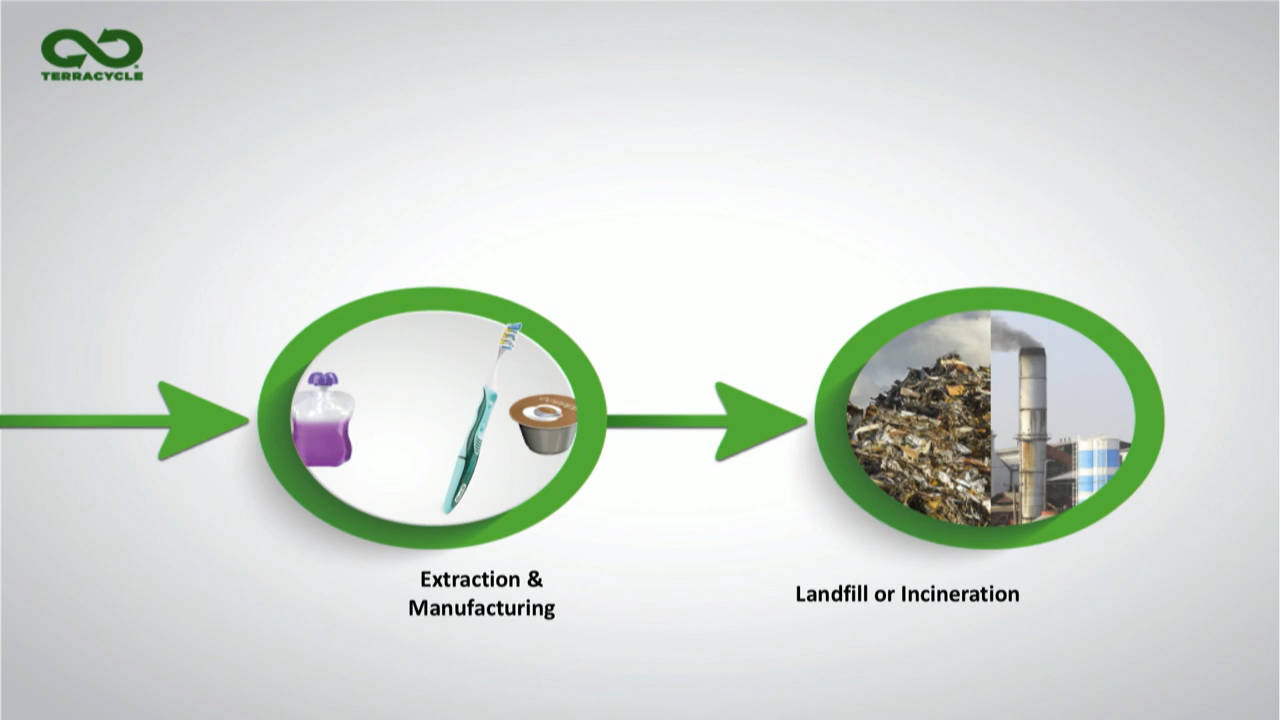 TERRACYCLE
Extraction &
Manufacturing
Landfill or Incineration